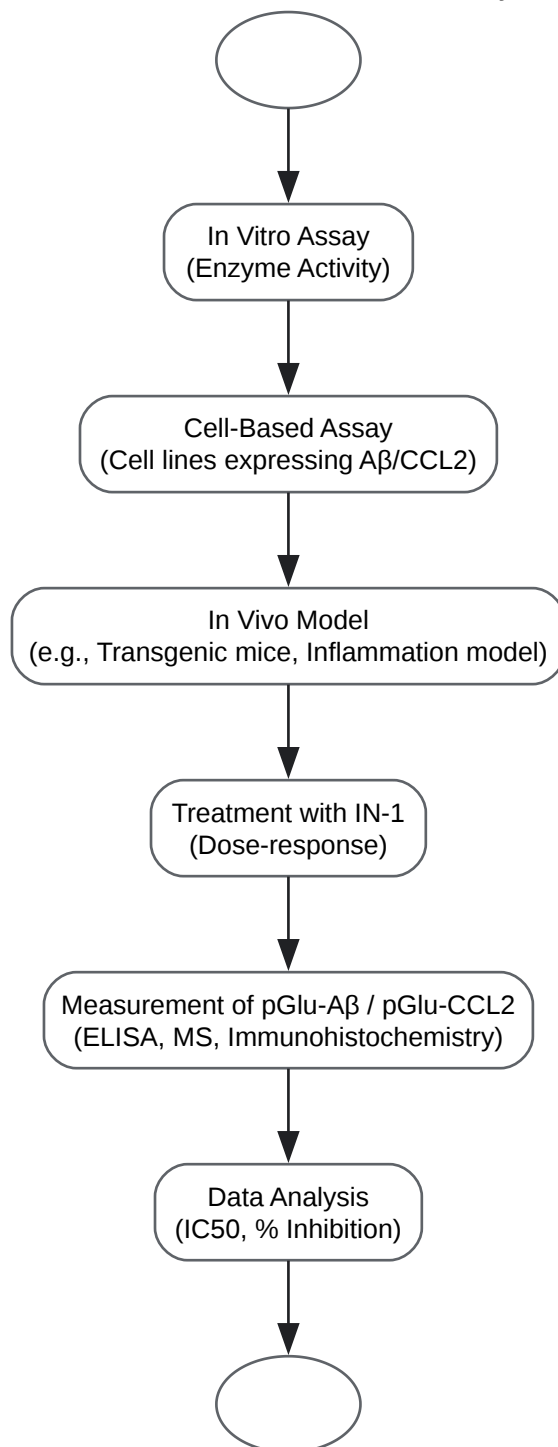 In Vitro Assay
(Enzyme Activity)
Cell-Based Assay
(Cell lines expressing Aβ/CCL2)
In Vivo Model
(e.g., Transgenic mice, Inflammation model)
Treatment with IN-1
(Dose-response)
Measurement of pGlu-Aβ / pGlu-CCL2
(ELISA, MS, Immunohistochemistry)
Data Analysis
(IC50, % Inhibition)